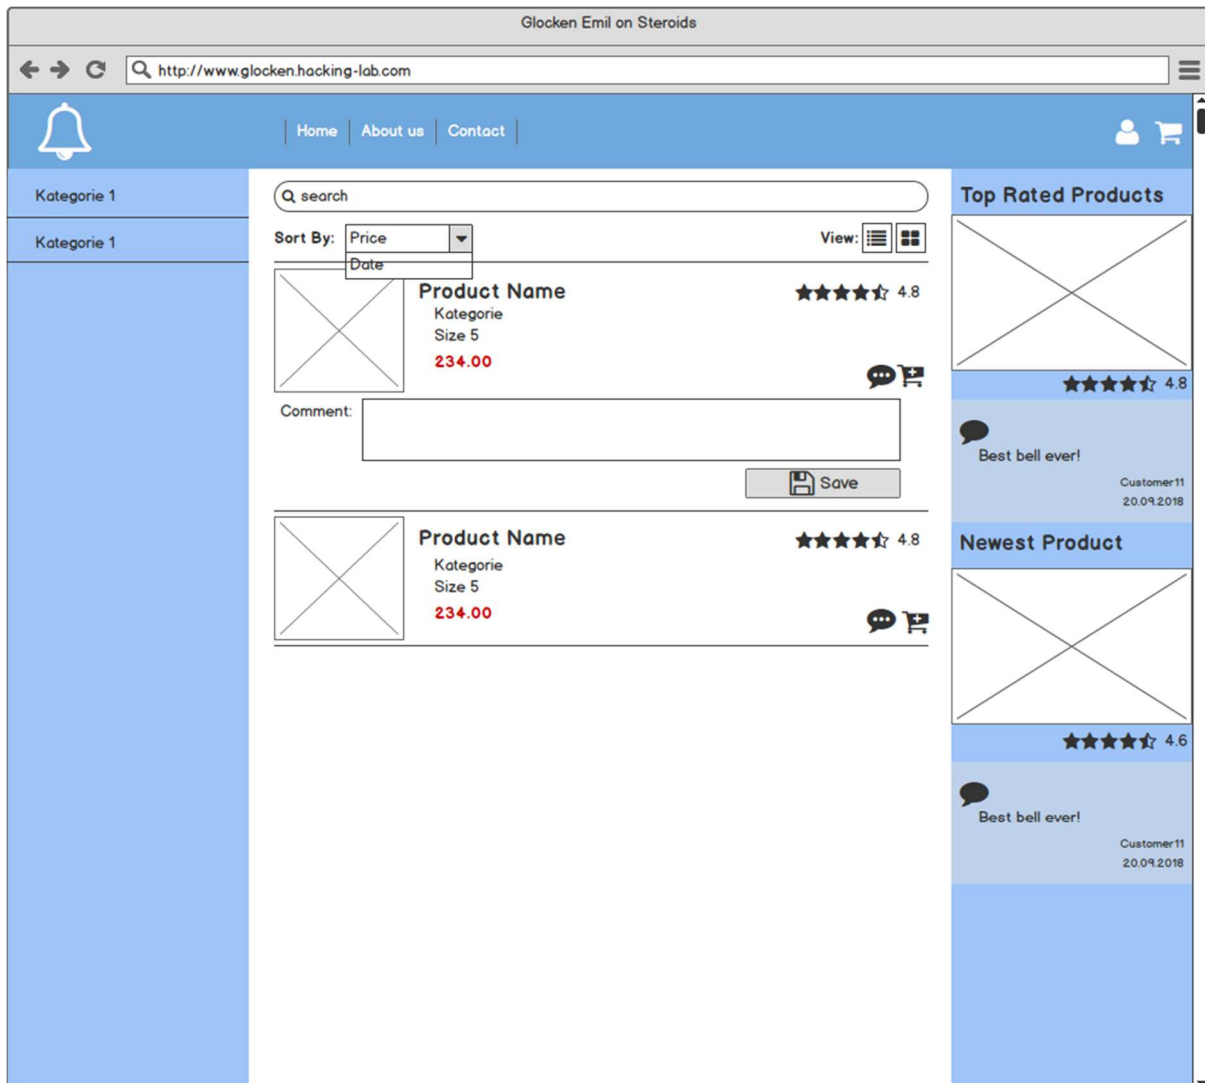 Glocken Emil on Steroids
http://www.glocken.hacking-lab.com
Home About us Contact
Kategorie 1
Kategorie 1
search
Sort By: Price
Date
View:
Product Name
4.8
Kategorie
Size 5
234.00
Comment:
Save
Product Name
4.8
Kategorie
Size 5
234.00
Top Rated Products
4.8
Best bell ever!
Customer11
20.09.2018
Newest Product
4.6
Best bell ever!
Customer11
20.09.2018